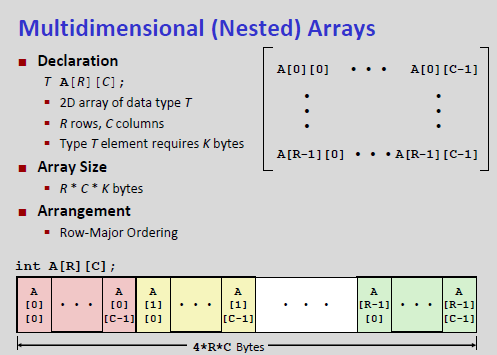 Multidimensional (Nested) Arrays
Declaration
T A[R][C];
2D array of data type T
R rows, C columns
Type T element requires K bytes
Array Size
R * C * K bytes
Arrangement
Row-Major Ordering
A[0][0] • • • A[0][C-1]
•
•
•
•
•
•
A[R-1][0] • • • A[R-1][C-1]
int A[R][C];
A [0] [0] • • • A [0] [C-1] A [1] [0] • • • A [1] [C-1] • • • A [R-1] [0] • • • A [R-1] [C-1]
4*R*C Bytes